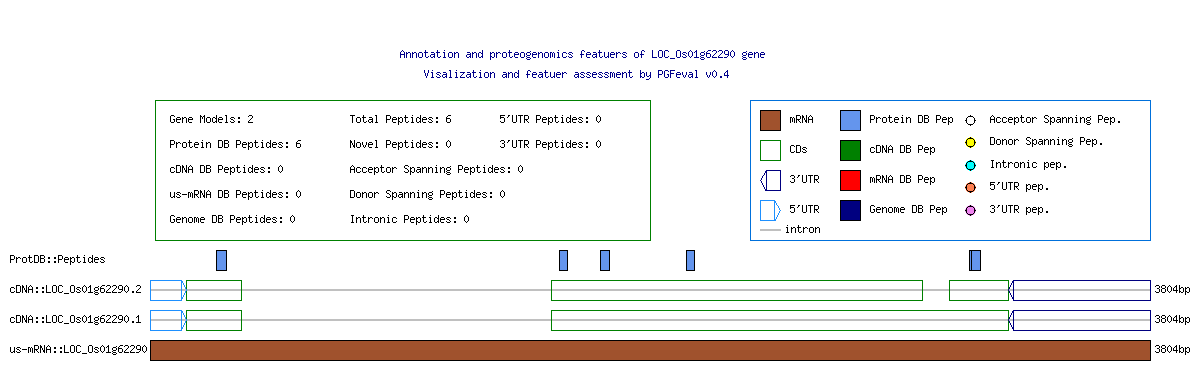 Annotation and proteogenomics featuers of LOC_Os01g62290 gene
Visalization and featuer assessment by PGFeval v0.4
Gene Models: 2 Total Peptides: 6 5'UTR Peptides: 0
Protein DB Peptides: 6 Novel Peptides: 0 3'UTR Peptides: 0
cDNA DB Peptides: 0 Acceptor Spanning Peptides: 0
us-mRNA DB Peptides: 0 Donor Spanning Peptides: 0
Genome DB Peptides: 0 Intronic Peptides: 0
mRNA Protein DB Pep Acceptor Spanning Pep.
CDs cDNA DB Pep Donor Spanning Pep.
3'UTR mRNA DB Pep Intronic pep.
5'UTR Genome DB Pep 5'UTR pep.
intron 3'UTR pep.
ProtDB::Peptides
cDNA::LOC_Os01g62290.2 3804bp
cDNA::LOC_Os01g62290.1 3804bp
us-mRNA::LOC_Os01g62290 3804bp